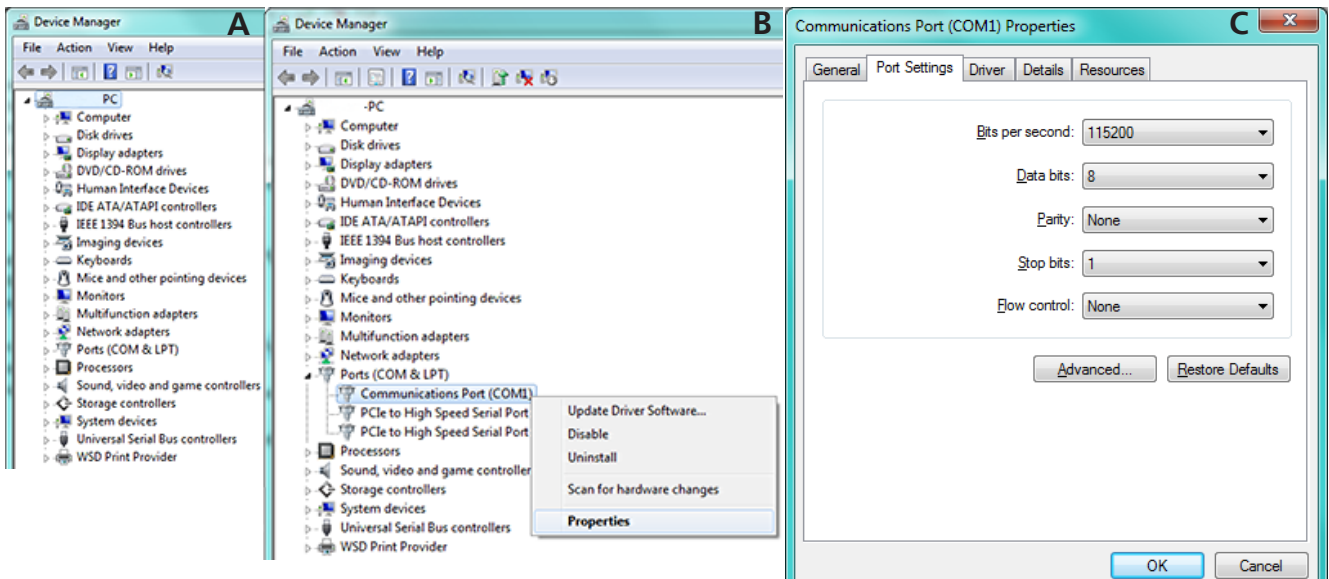 Device Manager
A
File Action View Help
PC
Computer
Disk drives
Display adapters
DVD/CD-ROM drives
Human Interface Devices
IDE ATA/ATAPI controllers
IEEE 1394 Bus host controllers
Imaging devices
Keyboards
Mice and other pointing devices
Monitors
Multifunction adapters
Network adapters
Ports (COM & LPT)
Processors
Sound, video and game controllers
Storage controllers
System devices
Universal Serial Bus controllers
WSD Print Provider
Device Manager
B
File Action View Help
-PC
Computer
Disk drives
Display adapters
DVD/CD-ROM drives
Human Interface Devices
IDE ATA/ATAPI controllers
IEEE 1394 Bus host controllers
Imaging devices
Keyboards
Mice and other pointing devices
Monitors
Multifunction adapters
Network adapters
Ports (COM & LPT)
Communications Port (COM1)
PCIe to High Speed Serial Port
PCIe to High Speed Serial Port
Processors
Sound, video and game controller
Storage controllers
System devices
Universal Serial Bus controllers
WSD Print Provider
Update Driver Software...
Disable
Uninstall
Scan for hardware changes
Properties
Communications Port (COM1) Properties
C
General Port Settings Driver Details Resources
Bits per second: 115200
Data bits: 8
Parity: None
Stop bits: 1
Flow control: None
Advanced... Restore Defaults
OK Cancel